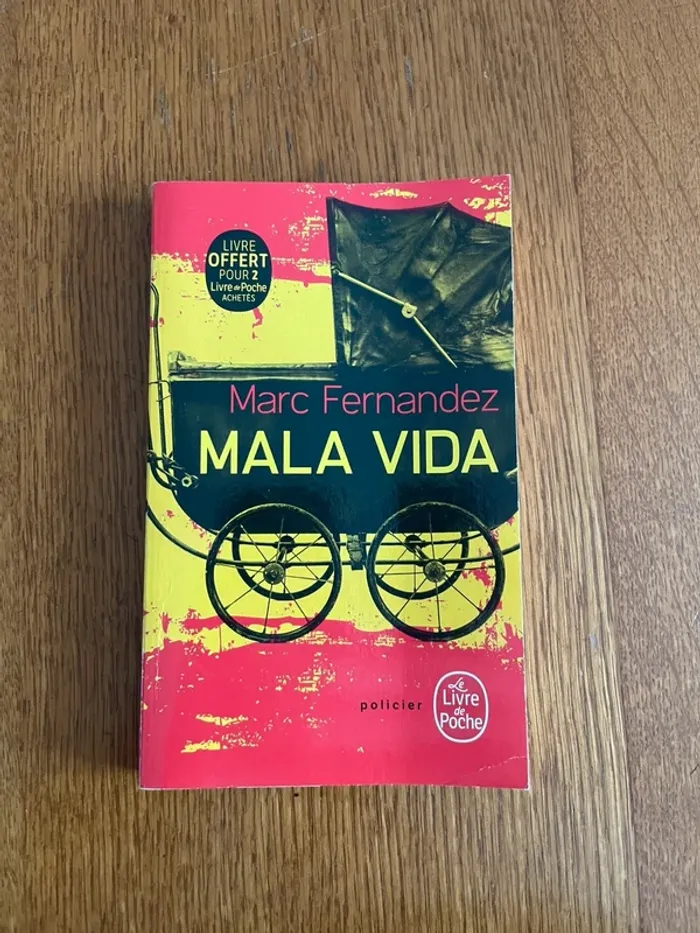 LIVRE
OFFERT
POUR 2
Livre de Poche
ACHETÉS
Marc Fernandez
MALA VIDA
policier
Le
Livre
de
Poche